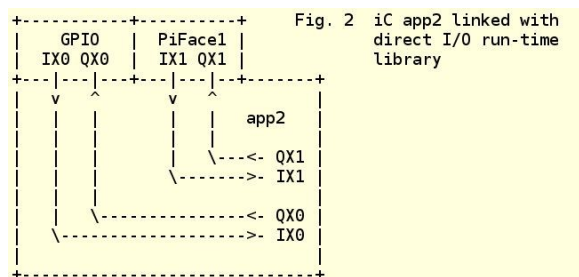 Fig. 2 iC app2 linked with
GPIO PiFace1 direct I/O run-time
IX0 QX0 IX1 QX1 library
app2
QX1
IX1
QX0
IX0